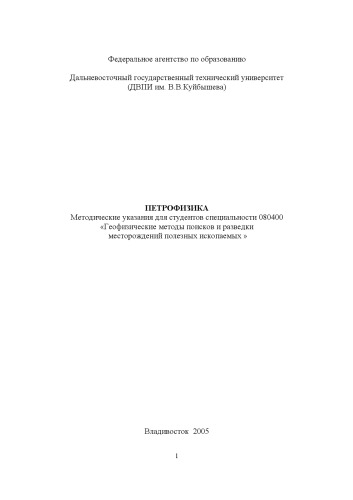 Федеральное агентство по образованию
Дальневосточный государственный технический университет
(ДВПИ им. В.В.Куйбышева)
ПЕТРОФИЗИКА
Методические указания для студентов специальности 080400
«Геофизические методы поисков и разведки
месторождений полезных ископаемых »
Владивосток 2005
1